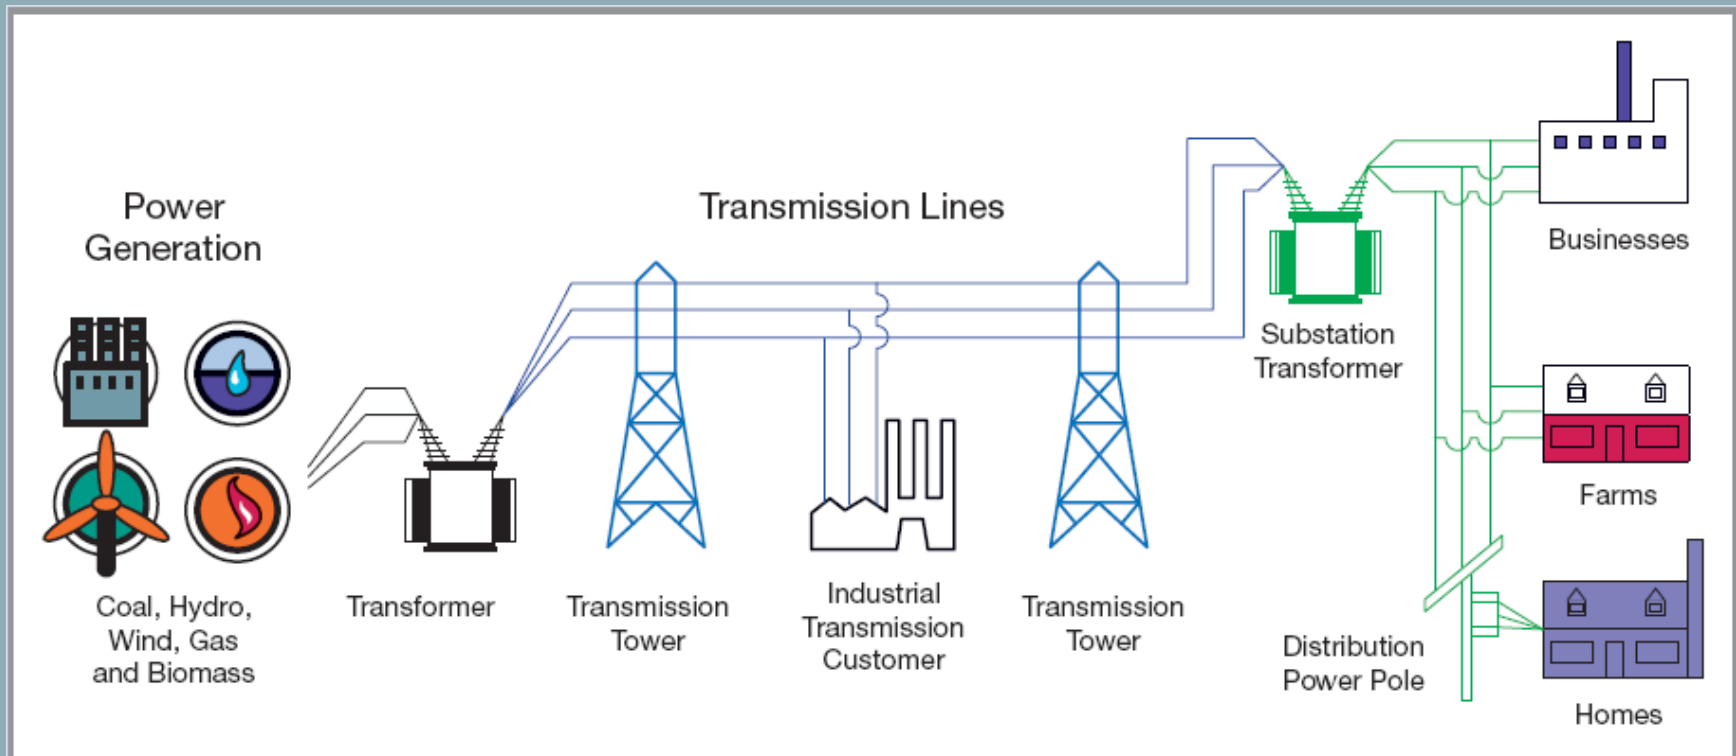 Power
Generation
Transmission Lines
Businesses
Substation
Transformer
Farms
Coal, Hydro,
Wind, Gas
and Biomass
Transformer
Transmission
Tower
Industrial
Transmission
Customer
Transmission
Tower
Distribution
Power Pole
Homes